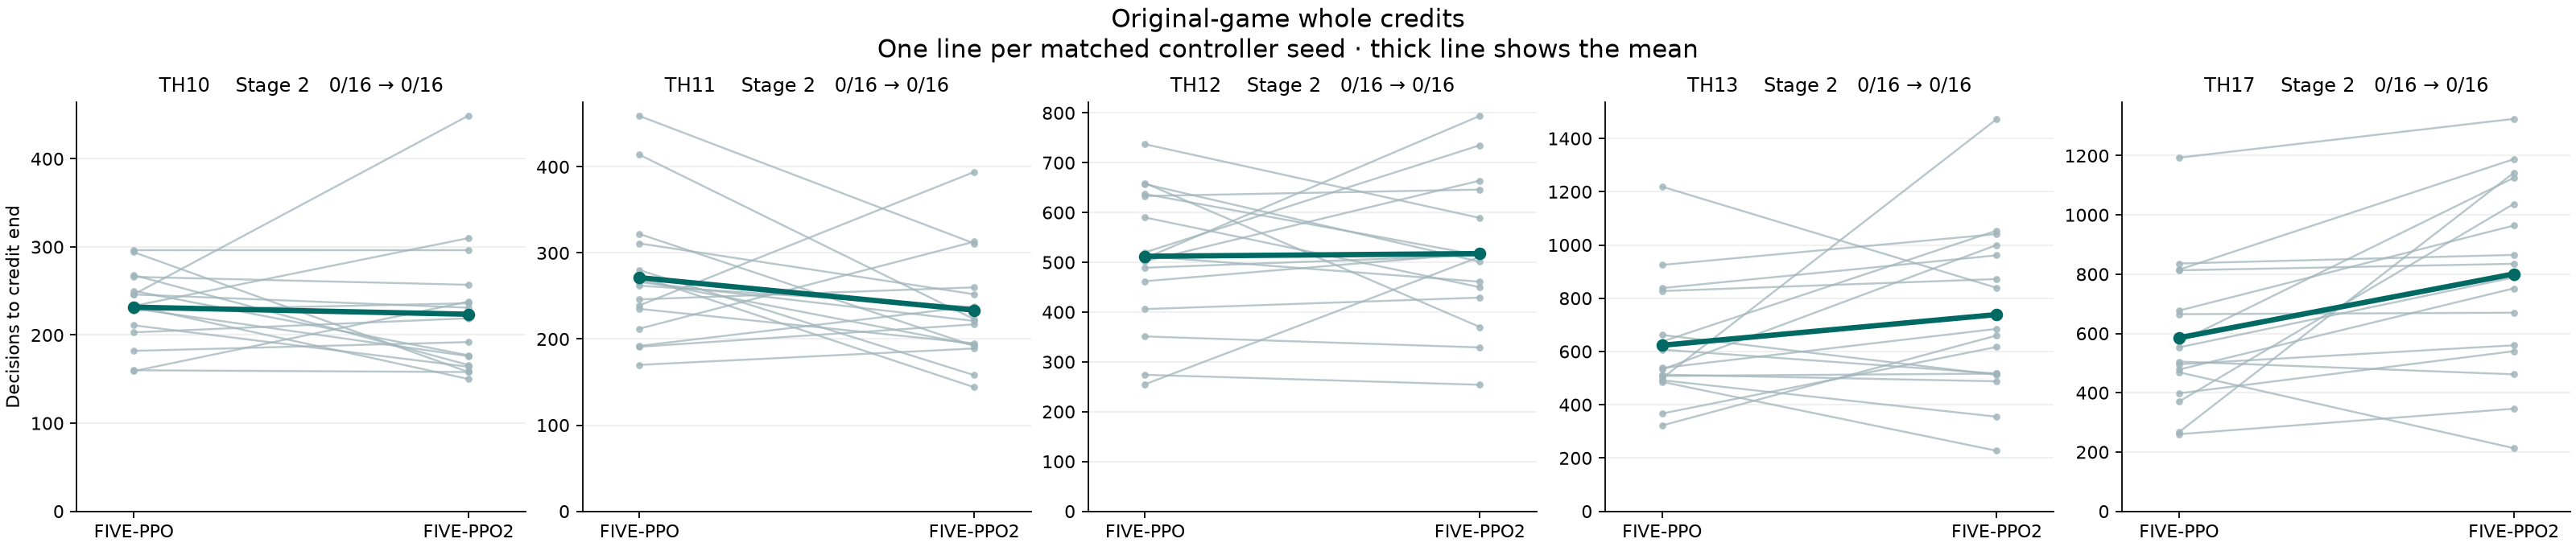 Original-game whole credits
One line per matched controller seed · thick line shows the mean
TH10 Stage 2 0/16 → 0/16
Decisions to credit end
400
300
200
100
0
FIVE-PPO FIVE-PPO2
TH11 Stage 2 0/16 → 0/16
400
300
200
100
0
FIVE-PPO FIVE-PPO2
TH12 Stage 2 0/16 → 0/16
800
700
600
500
400
300
200
100
0
FIVE-PPO FIVE-PPO2
TH13 Stage 2 0/16 → 0/16
1400
1200
1000
800
600
400
200
0
FIVE-PPO FIVE-PPO2
TH17 Stage 2 0/16 → 0/16
1200
1000
800
600
400
200
0
FIVE-PPO FIVE-PPO2